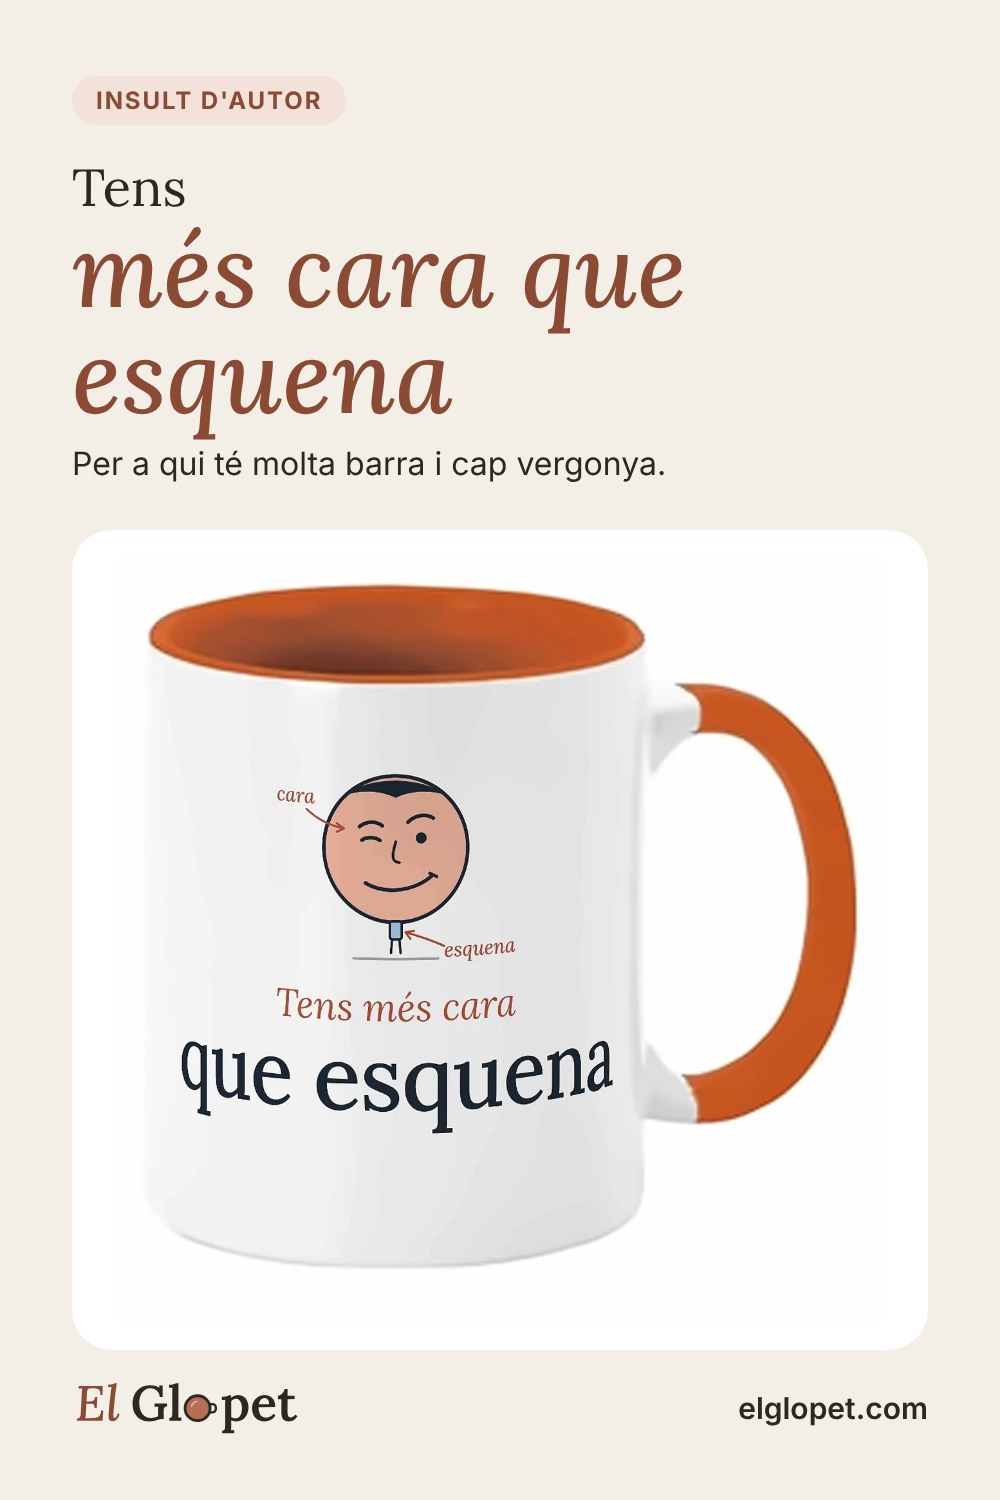 INSULT D'AUTOR
Tens
més cara que
esquena
Per a qui té molta barra i cap vergonya.
cara
esquena
Tens més cara
que esquena
El Glopet
elglopet.com